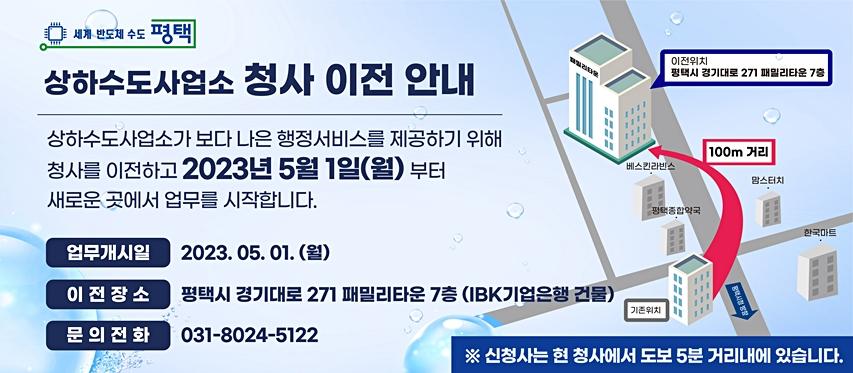 세계 반도체 수도 평택
상하수도사업소 청사 이전 안내
상하수도사업소가 보다 나은 행정서비스를 제공하기 위해
청사를 이전하고 2023년 5월 1일(월) 부터
새로운 곳에서 업무를 시작합니다.
업무개시일 2023. 05. 01. (월)
이 전 장 소 평택시 경기대로 271 패밀리타운 7층 (IBK기업은행 건물)
문 의 전 화 031-8024-5122
패밀리타운
이전위치
평택시 경기대로 271 패밀리타운 7층
100m 거리
베스킨라빈스
맘스터치
평택종합약국
한국마트
기존위치
※ 신청사는 현 청사에서 도보 5분 거리내에 있습니다.